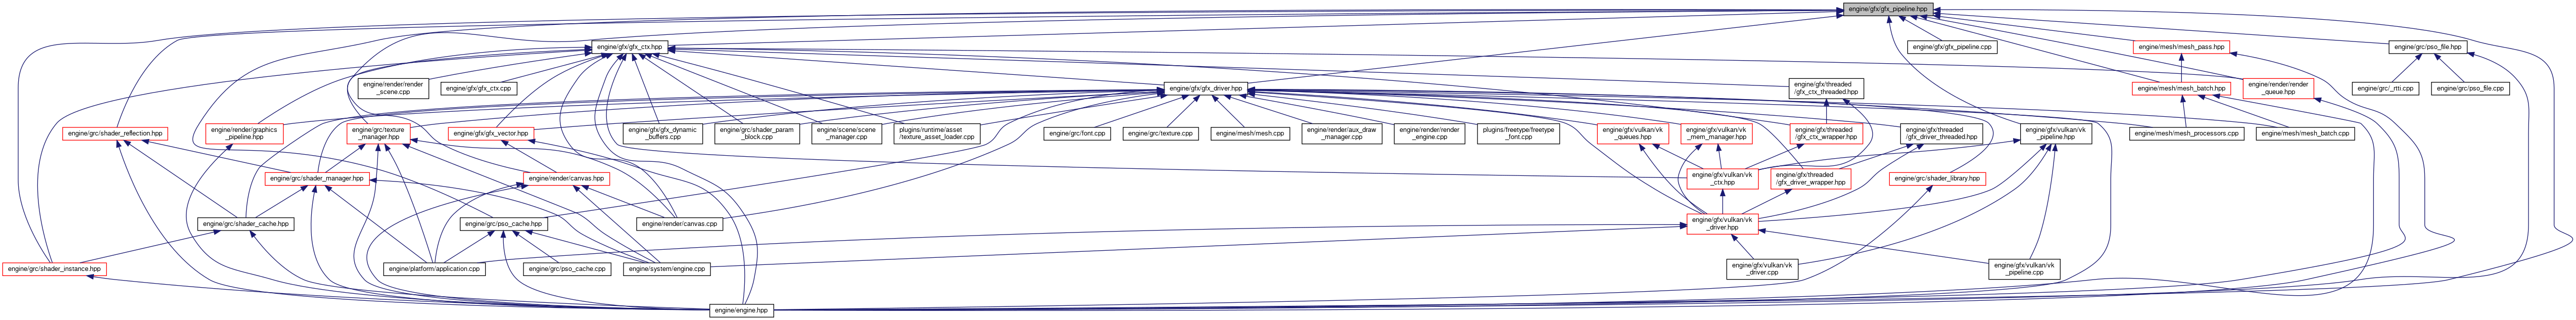 engine/gfx/gfx_pipeline.hpp
engine/gfx/gfx_ctx.hpp
engine/gfx/gfx_pipeline.cpp
engine/mesh/mesh_pass.hpp
engine/grc/pso_file.hpp
engine/render/render
_scene.cpp
engine/gfx/gfx_ctx.cpp
engine/gfx/gfx_driver.hpp
engine/gfx/threaded
/gfx_ctx_threaded.hpp
engine/mesh/mesh_batch.hpp
engine/render/render
_queue.hpp
engine/grc/_rtti.cpp
engine/grc/pso_file.cpp
engine/grc/shader_reflection.hpp
engine/render/graphics
_pipeline.hpp
engine/grc/texture
_manager.hpp
engine/gfx/gfx_vector.hpp
engine/gfx/gfx_dynamic
_buffers.cpp
engine/grc/shader_param
_block.cpp
engine/scene/scene
_manager.cpp
plugins/runtime/asset
/texture_asset_loader.cpp
engine/grc/font.cpp
engine/grc/texture.cpp
engine/mesh/mesh.cpp
engine/render/aux_draw
_manager.cpp
engine/render/render
_engine.cpp
plugins/freetype/freetype
_font.cpp
engine/gfx/vulkan/vk
_queues.hpp
engine/gfx/vulkan/vk
_mem_manager.hpp
engine/gfx/threaded
/gfx_ctx_wrapper.hpp
engine/gfx/threaded
/gfx_driver_threaded.hpp
engine/gfx/vulkan/vk
_pipeline.hpp
engine/mesh/mesh_processors.cpp
engine/mesh/mesh_batch.cpp
engine/grc/shader_manager.hpp
engine/render/canvas.hpp
engine/gfx/vulkan/vk
_ctx.hpp
engine/gfx/threaded
/gfx_driver_wrapper.hpp
engine/grc/shader_library.hpp
engine/grc/shader_cache.hpp
engine/grc/pso_cache.hpp
engine/render/canvas.cpp
engine/gfx/vulkan/vk
_driver.hpp
engine/grc/shader_instance.hpp
engine/platform/application.cpp
engine/grc/pso_cache.cpp
engine/system/engine.cpp
engine/gfx/vulkan/vk
_driver.cpp
engine/gfx/vulkan/vk
_pipeline.cpp
engine/engine.hpp